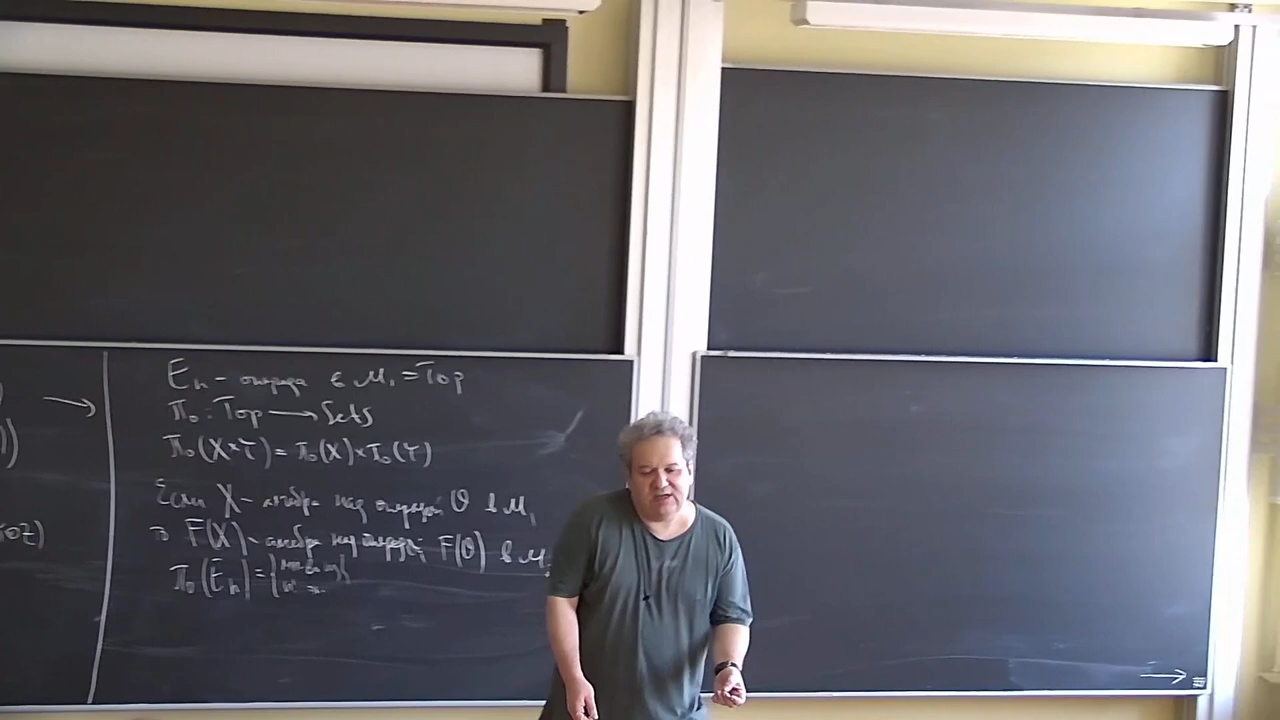 )
))
(oz)
→
Eₙ - операда ∈ M₁ = Top
π₀ : Top → Sets
π₀(X×Y) = π₀(X)×π₀(Y)
Если X - алгебра над операдой O в M₁
то F(X) - алгебра над операдой F(O) в M₂
π₀(Eₙ) = {
→